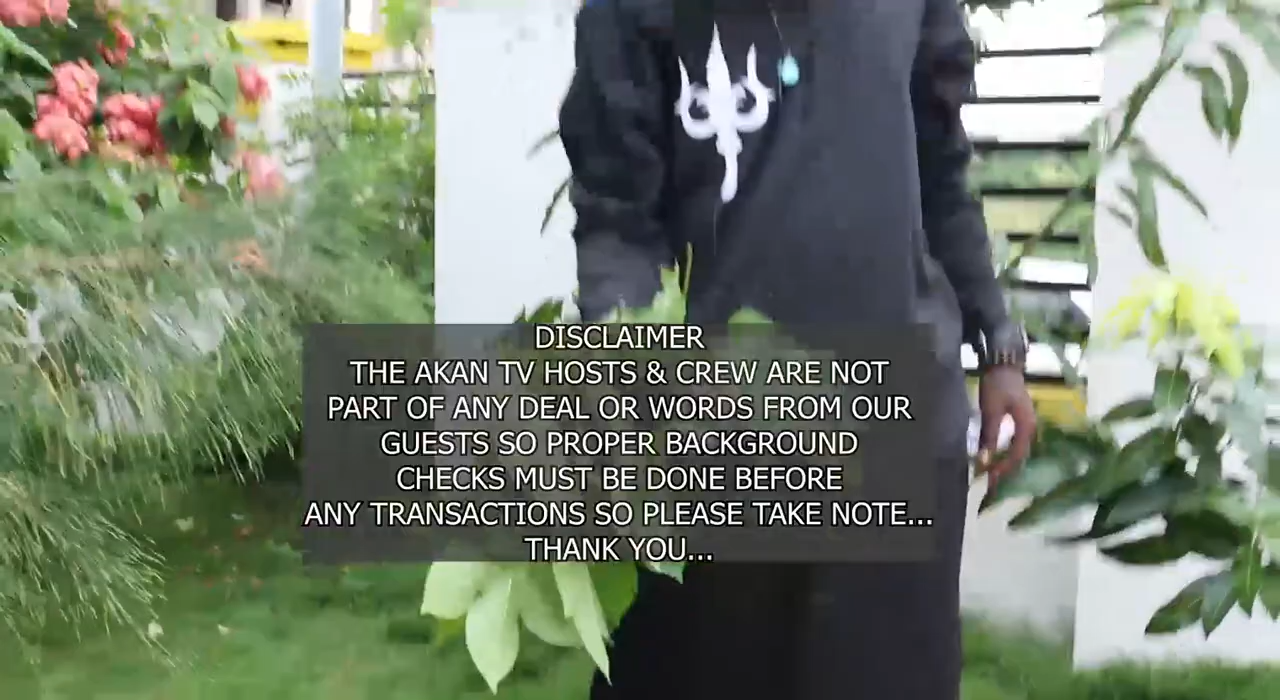 DISCLAIMER
THE AKAN TV HOSTS & CREW ARE NOT
PART OF ANY DEAL OR WORDS FROM OUR
GUESTS SO PROPER BACKGROUND
CHECKS MUST BE DONE BEFORE
ANY TRANSACTIONS SO PLEASE TAKE NOTE...
THANK YOU...